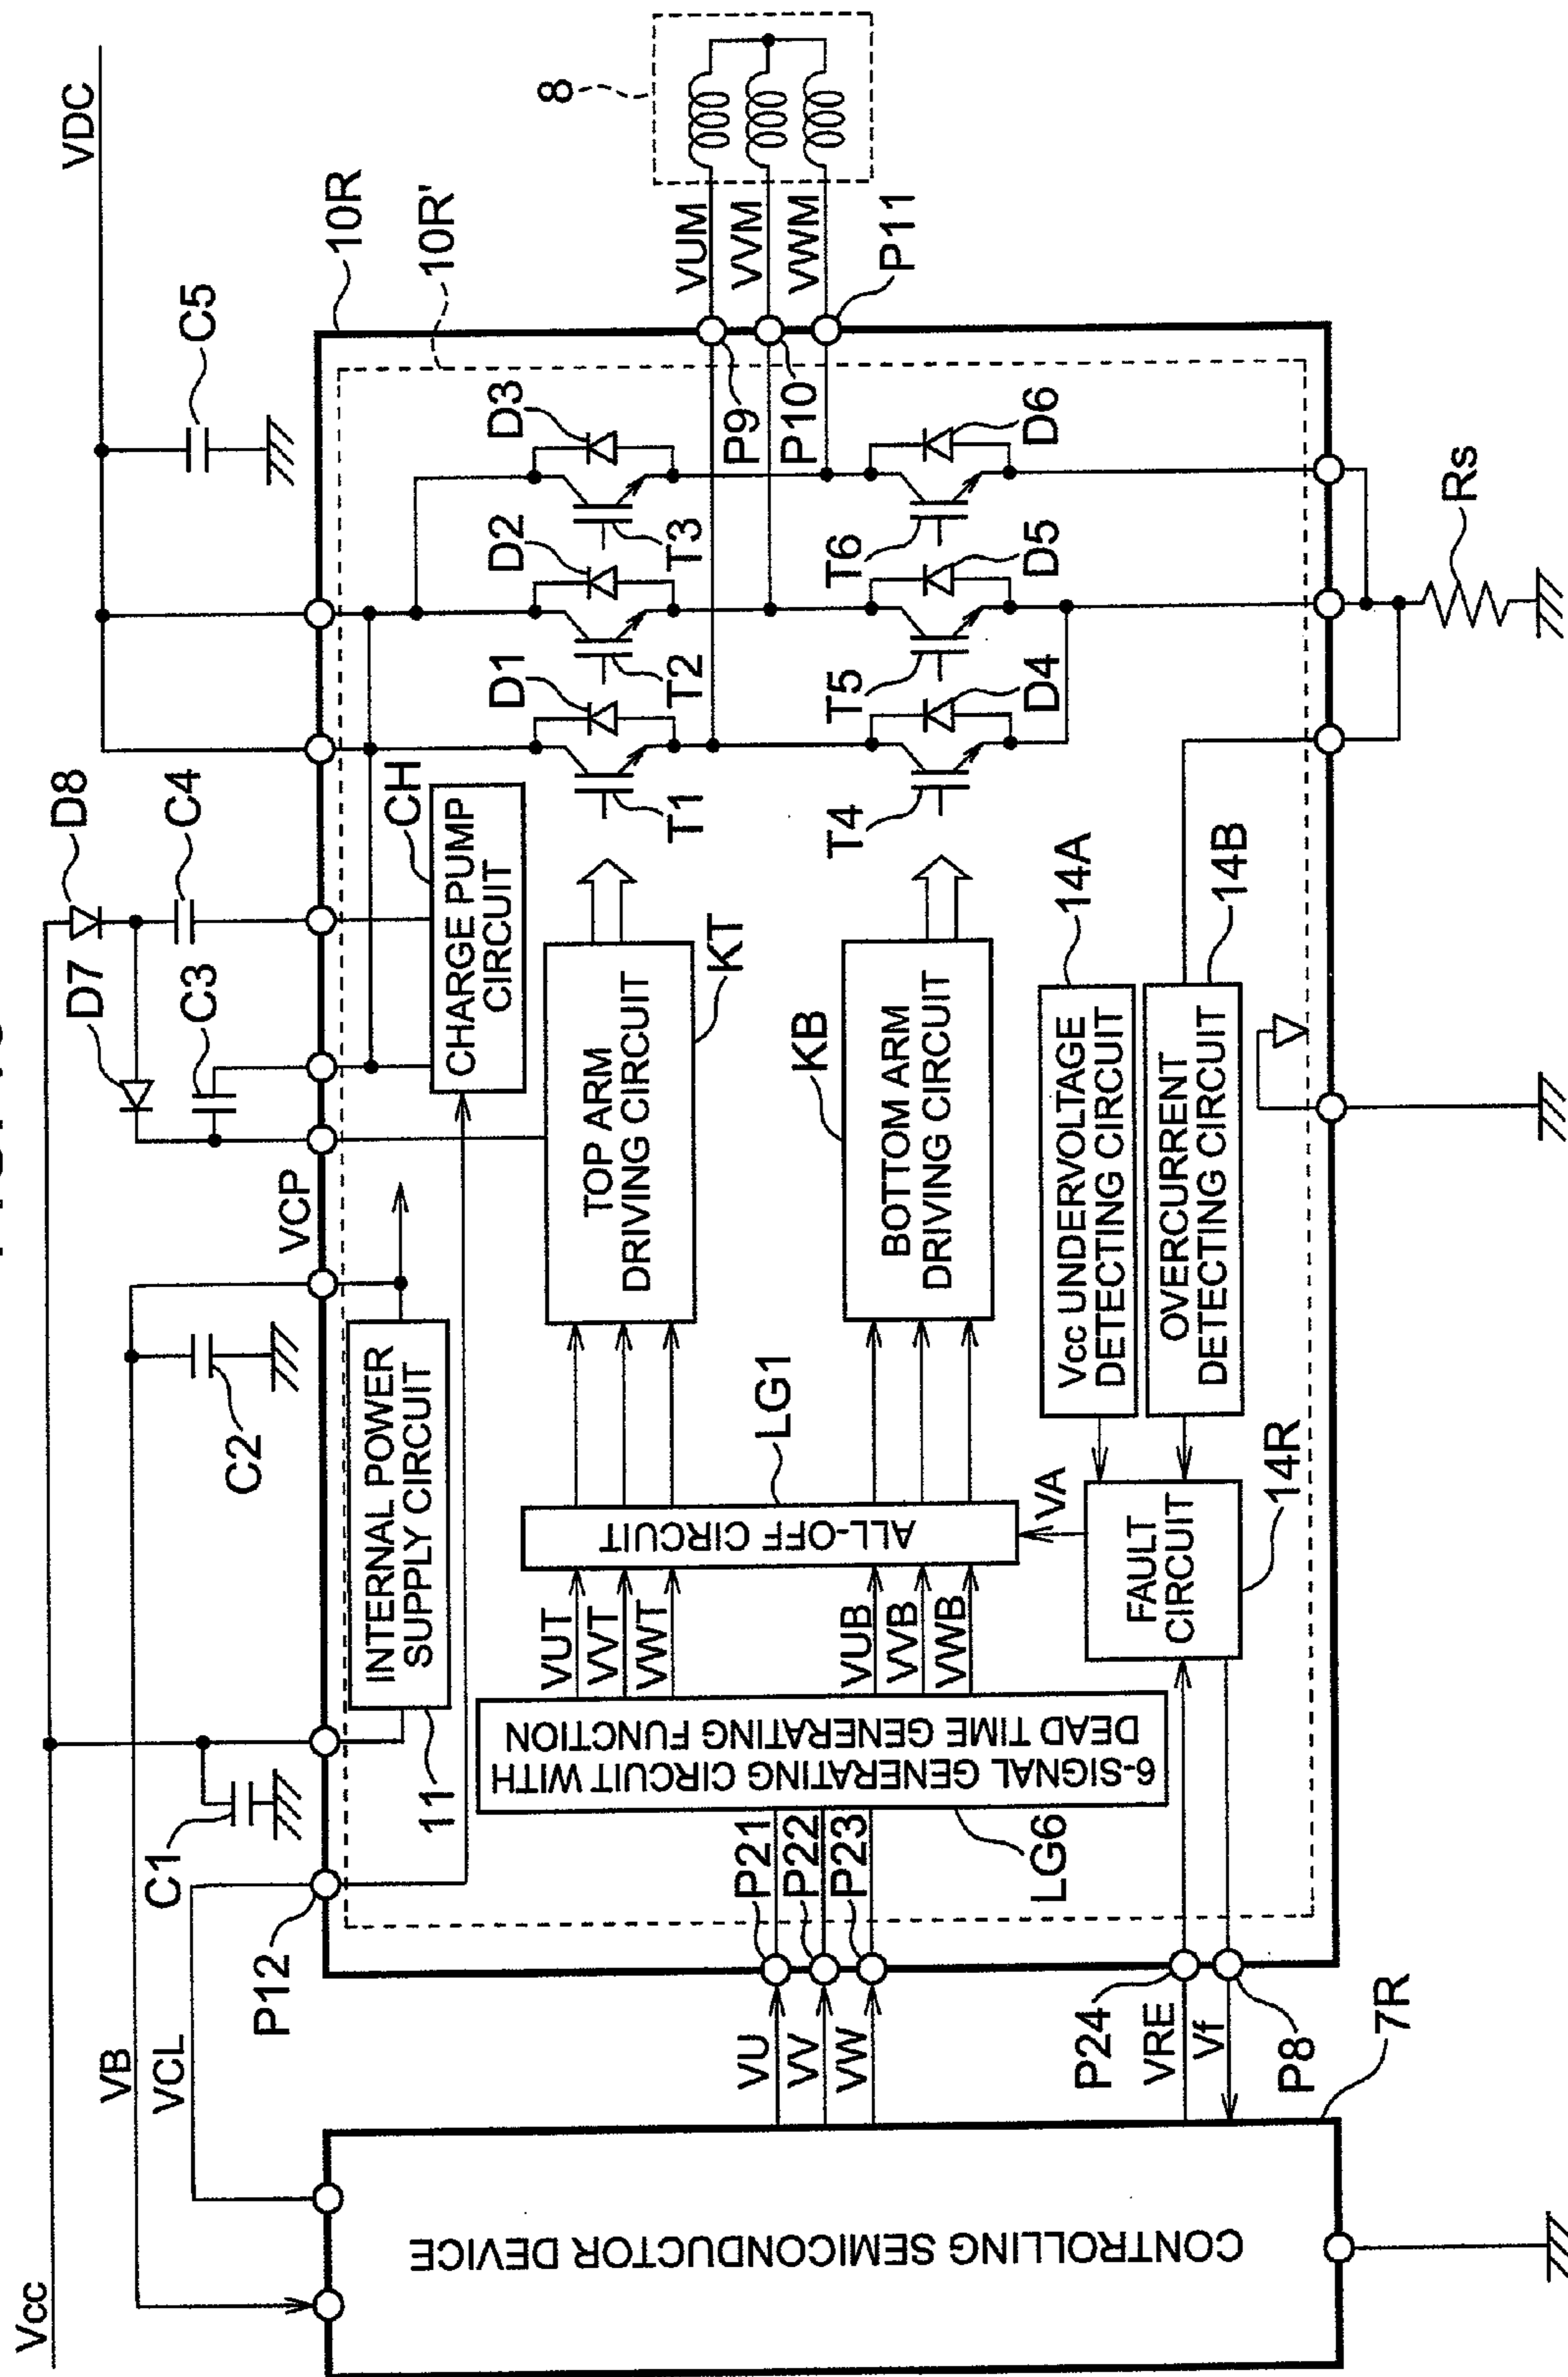 Vcc
VB
VCL
VDC
C1
C2
VCP
D7
D8
C3
C4
C5
10R
10R'
P12
11
INTERNAL POWER
SUPPLY CIRCUIT
CHARGE PUMP
CIRCUIT
CH
D1
D2
D3
T1
T2
T3
TOP ARM
DRIVING CIRCUIT
KT
VUT
VVT
VWT
VUB
VVB
VWB
6-SIGNAL GENERATING CIRCUIT WITH
DEAD TIME GENERATING FUNCTION
LG6
ALL-OFF CIRCUIT
LG1
BOTTOM ARM
DRIVING CIRCUIT
KB
T4
T5
T6
D4
D5
D6
P9
P10
P11
VUM
VVM
VWM
8
P21
P22
P23
VU
VV
VW
P24
VRE
Vf
P8
7R
CONTROLLING SEMICONDUCTOR DEVICE
VA
FAULT
CIRCUIT
14R
Vcc UNDERVOLTAGE
DETECTING CIRCUIT
14A
OVERCURRENT
DETECTING CIRCUIT
14B
Rs